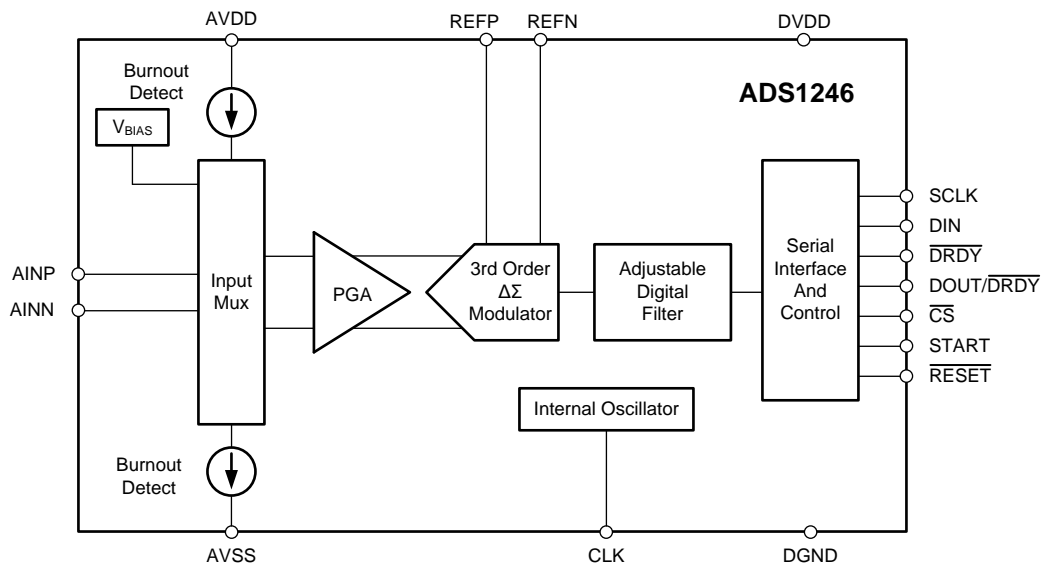 AVDD
REFP
REFN
DVDD
Burnout
Detect
ADS1246
VBIAS
Input
Mux
PGA
3rd Order
ΔΣ
Modulator
Adjustable
Digital
Filter
Serial
Interface
And
Control
SCLK
DIN
DRDY
DOUT/DRDY
CS
START
RESET
AINP
AINN
Internal Oscillator
Burnout
Detect
AVSS
CLK
DGND